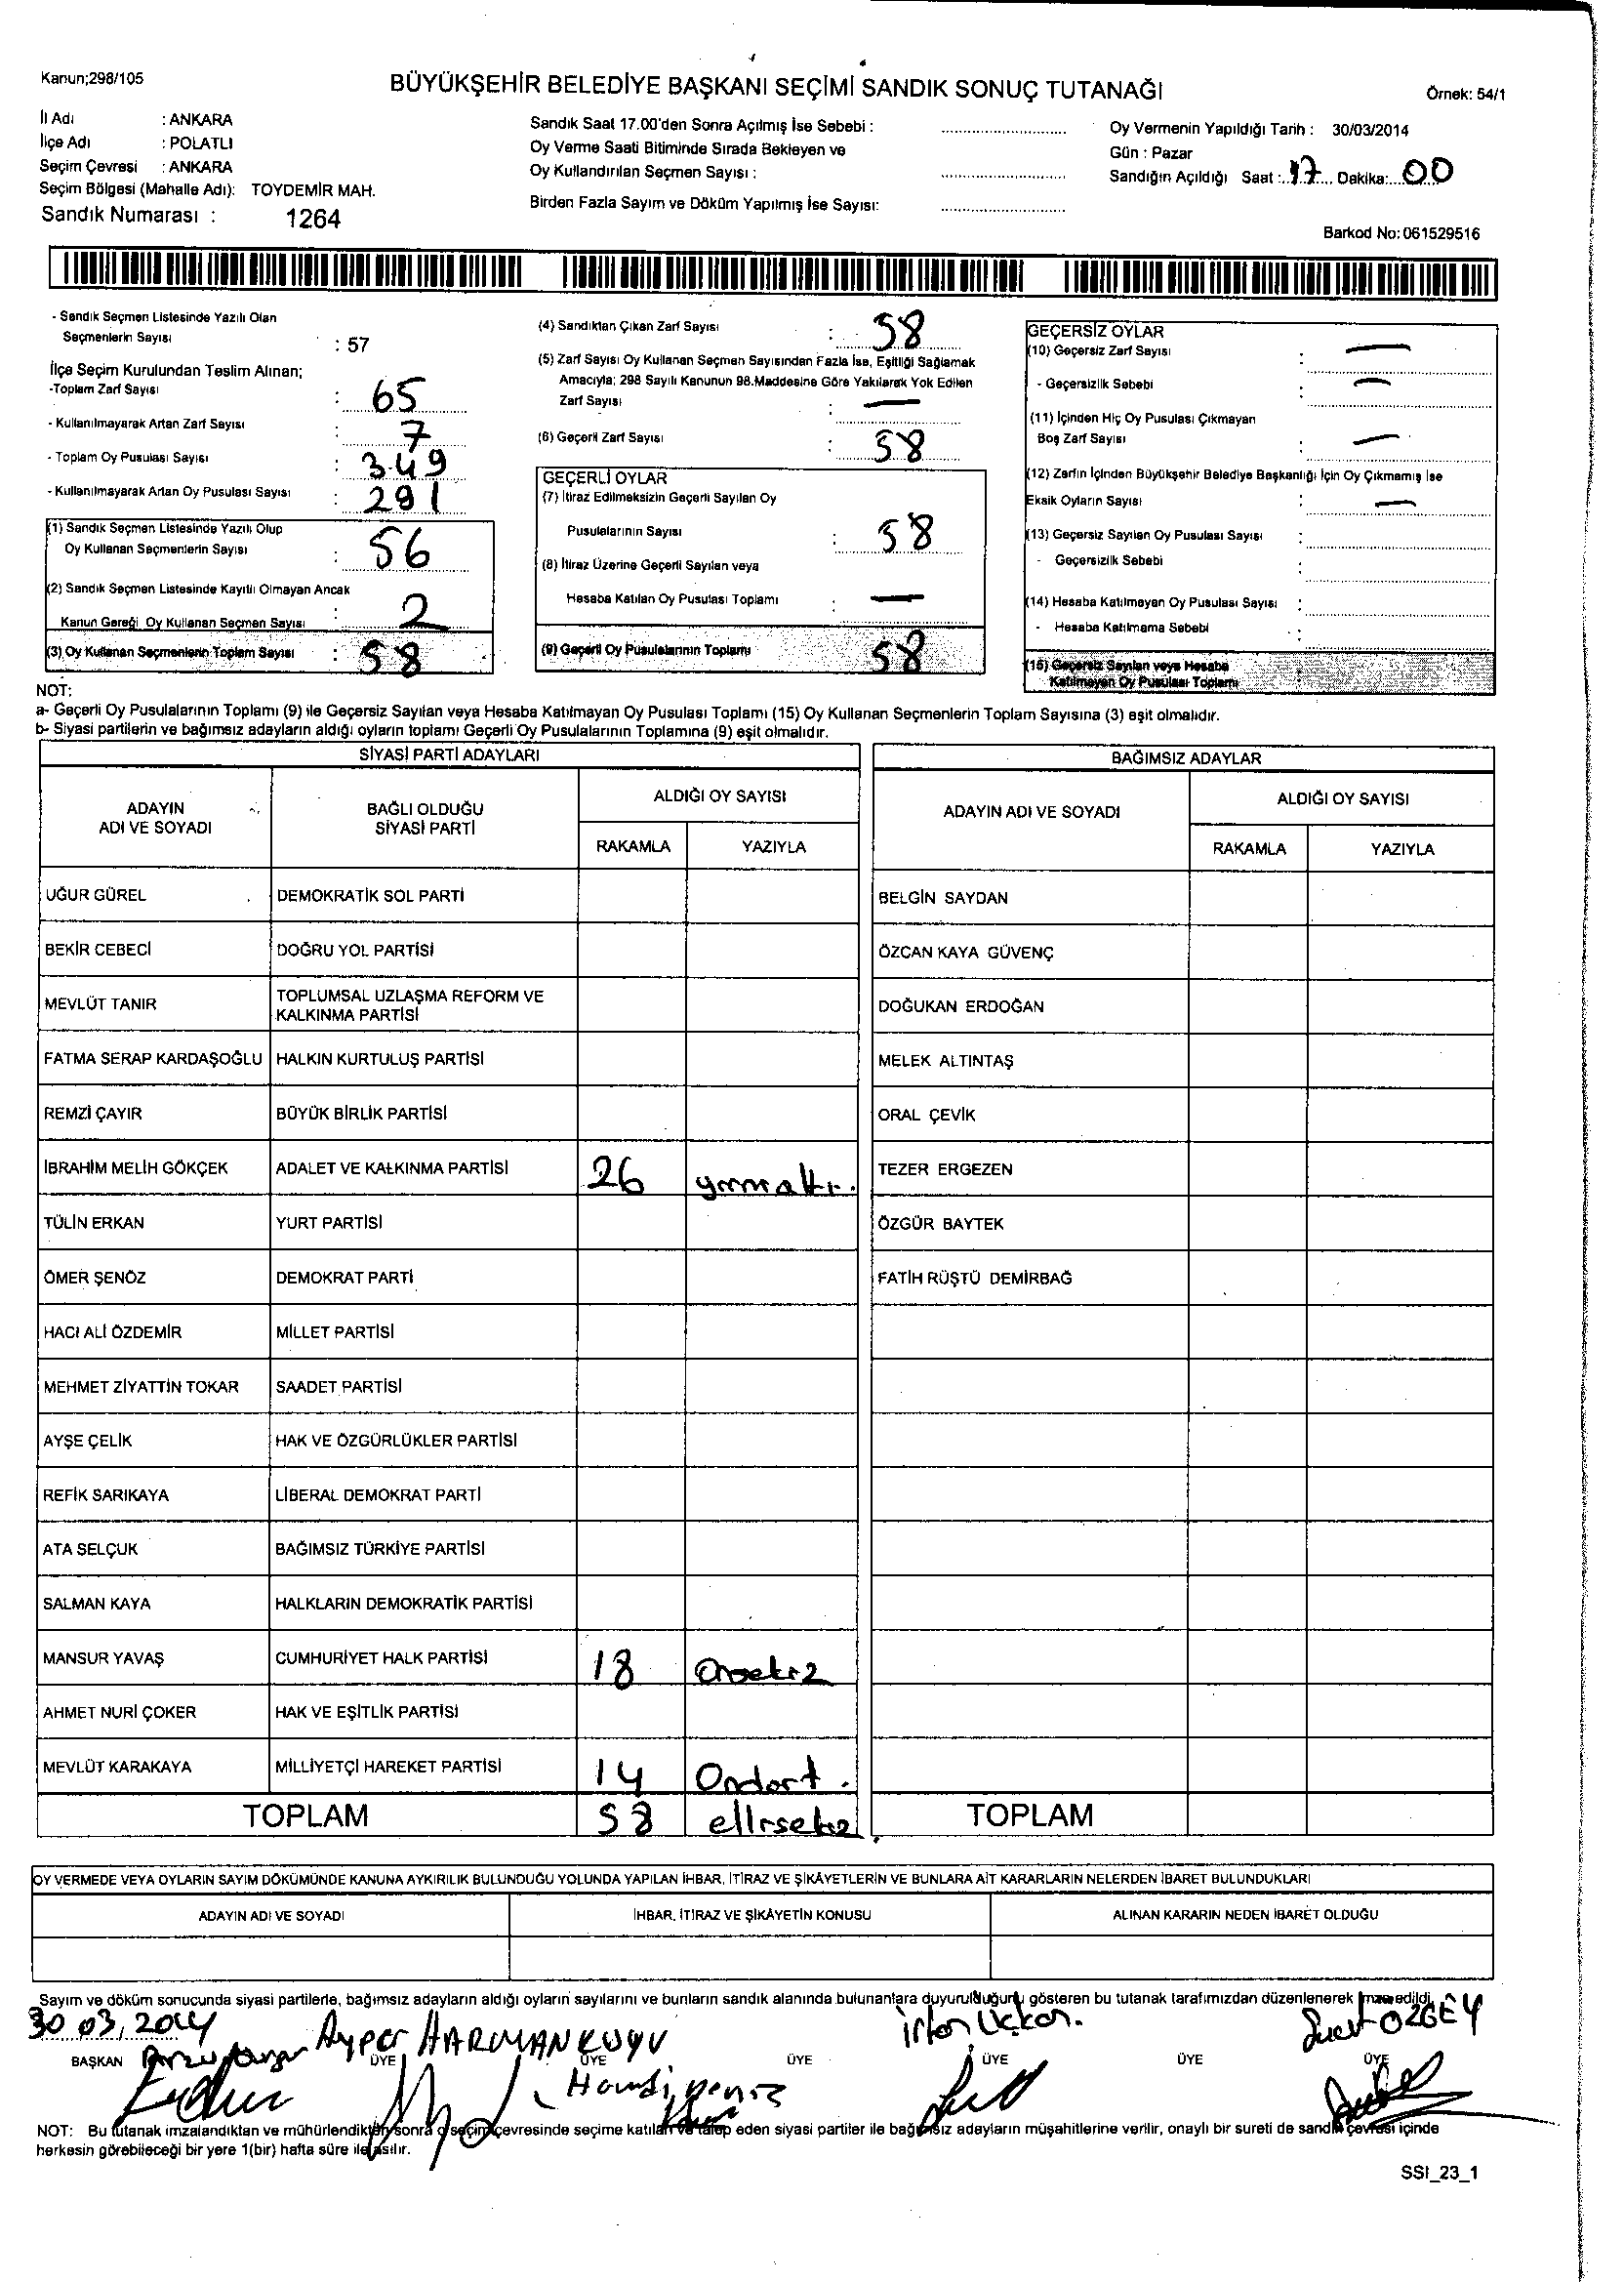 Kanun;298/105
BÜYÜKŞEHİR BELEDİYE BAŞKANI SEÇİMİ SANDIK SONUÇ TUTANAĞI
Örnek: 54/1
İl Adı : ANKARA
İlçe Adı : POLATLI
Seçim Çevresi : ANKARA
Seçim Bölgesi (Mahalle Adı): TOYDEMİR MAH.
Sandık Numarası : 1264
Sandık Saat 17.00'den Sonra Açılmış İse Sebebi :
Oy Verme Saati Bitiminde Sırada Bekleyen ve
Oy Kullandırılan Seçmen Sayısı :
Birden Fazla Sayım ve Döküm Yapılmış İse Sayısı:
Oy Vermenin Yapıldığı Tarih : 30/03/2014
Gün : Pazar
Sandığın Açıldığı Saat : 17 Dakika: 00
Barkod No: 061529516
- Sandık Seçmen Listesinde Yazılı Olan
Seçmenlerin Sayısı : 57
İlçe Seçim Kurulundan Teslim Alınan;
-Toplam Zarf Sayısı : 65
- Kullanılmayarak Artan Zarf Sayısı : 7
- Toplam Oy Pusulası Sayısı : 349
- Kullanılmayarak Artan Oy Pusulası Sayısı : 291
(1) Sandık Seçmen Listesinde Yazılı Olup
Oy Kullanan Seçmenlerin Sayısı : 56
(2) Sandık Seçmen Listesinde Kayıtlı Olmayan Ancak
Kanun Gereği Oy Kullanan Seçmen Sayısı : 2
(3) Oy Kullanan Seçmenlerin Toplam Sayısı : 58
(4) Sandıktan Çıkan Zarf Sayısı : 58
(5) Zarf Sayısı Oy Kullanan Seçmen Sayısından Fazla İse, Eşitliği Sağlamak
Amacıyla; 298 Sayılı Kanunun 98.Maddesine Göre Yakılarak Yok Edilen
Zarf Sayısı : —
(6) Geçerli Zarf Sayısı : 58
GEÇERLİ OYLAR
(7) İtiraz Edilmeksizin Geçerli Sayılan Oy
Pusulalarının Sayısı : 58
(8) İtiraz Üzerine Geçerli Sayılan veya
Hesaba Katılan Oy Pusulası Toplamı : —
(9) Geçerli Oy Pusulalarının Toplamı 58
GEÇERSİZ OYLAR
(10) Geçersiz Zarf Sayısı : —
- Geçersizlik Sebebi : —
(11) İçinden Hiç Oy Pusulası Çıkmayan
Boş Zarf Sayısı : —
(12) Zarfın İçinden Büyükşehir Belediye Başkanlığı İçin Oy Çıkmamış İse
Eksik Oyların Sayısı : —
(13) Geçersiz Sayılan Oy Pusulası Sayısı :
- Geçersizlik Sebebi :
(14) Hesaba Katılmayan Oy Pusulası Sayısı :
- Hesaba Katılmama Sebebi :
(15) Geçersiz Sayılan veya Hesaba
Katılmayan Oy Pusulası Toplamı :
NOT:
a- Geçerli Oy Pusulalarının Toplamı (9) ile Geçersiz Sayılan veya Hesaba Katılmayan Oy Pusulası Toplamı (15) Oy Kullanan Seçmenlerin Toplam Sayısına (3) eşit olmalıdır.
b- Siyasi partilerin ve bağımsız adayların aldığı oyların toplamı Geçerli Oy Pusulalarının Toplamına (9) eşit olmalıdır.
SİYASİ PARTİ ADAYLARI
ADAYIN ADI VE SOYADI
BAĞLI OLDUĞU SİYASİ PARTİ
ALDIĞI OY SAYISI
RAKAMLA YAZIYLA
UĞUR GÜREL DEMOKRATİK SOL PARTİ
BEKİR CEBECİ DOĞRU YOL PARTİSİ
MEVLÜT TANIR TOPLUMSAL UZLAŞMA REFORM VE KALKINMA PARTİSİ
FATMA SERAP KARDAŞOĞLU HALKIN KURTULUŞ PARTİSİ
REMZİ ÇAYIR BÜYÜK BİRLİK PARTİSİ
İBRAHİM MELİH GÖKÇEK ADALET VE KALKINMA PARTİSİ 26 yirmialtı.
TÜLİN ERKAN YURT PARTİSİ
ÖMER ŞENÖZ DEMOKRAT PARTİ
HACI ALİ ÖZDEMİR MİLLET PARTİSİ
MEHMET ZİYATTİN TOKAR SAADET PARTİSİ
AYŞE ÇELİK HAK VE ÖZGÜRLÜKLER PARTİSİ
REFİK SARIKAYA LİBERAL DEMOKRAT PARTİ
ATA SELÇUK BAĞIMSIZ TÜRKİYE PARTİSİ
SALMAN KAYA HALKLARIN DEMOKRATİK PARTİSİ
MANSUR YAVAŞ CUMHURİYET HALK PARTİSİ 18 Onsekiz
AHMET NURİ ÇOKER HAK VE EŞİTLİK PARTİSİ
MEVLÜT KARAKAYA MİLLİYETÇİ HAREKET PARTİSİ 14 Ondört.
TOPLAM 58 ellisekiz
BAĞIMSIZ ADAYLAR
ADAYIN ADI VE SOYADI
ALDIĞI OY SAYISI
RAKAMLA YAZIYLA
BELGİN SAYDAN
ÖZCAN KAYA GÜVENÇ
DOĞUKAN ERDOĞAN
MELEK ALTINTAŞ
ORAL ÇEVİK
TEZER ERGEZEN
ÖZGÜR BAYTEK
FATİH RÜŞTÜ DEMİRBAĞ
TOPLAM
OY VERMEDE VEYA OYLARIN SAYIM DÖKÜMÜNDE KANUNA AYKIRILIK BULUNDUĞU YOLUNDA YAPILAN İHBAR, İTİRAZ VE ŞİKÂYETLERİN VE BUNLARA AİT KARARLARIN NELERDEN İBARET BULUNDUKLARI
ADAYIN ADI VE SOYADI İHBAR, İTİRAZ VE ŞİKÂYETİN KONUSU ALINAN KARARIN NEDEN İBARET OLDUĞU
Sayım ve döküm sonucunda siyasi partilerle, bağımsız adayların aldığı oyların sayılarını ve bunların sandık alanında bulunanlara duyurulduğunu gösteren bu tutanak tarafımızdan düzenlenerek imza edildi.
30 03, 2014 Ayper HARMANKUYU
BAŞKAN ÜYE ÜYE ÜYE ÜYE ÜYE ÜYE
NOT: Bu tutanak imzalandıktan ve mühürlendikten sonra o seçim çevresinde seçime katılan ve talep eden siyasi partiler ile bağımsız adayların müşahitlerine verilir, onaylı bir sureti de sandık çevresi içinde
herkesin görebileceği bir yere 1(bir) hafta süre ile asılır.
SSI_23_1